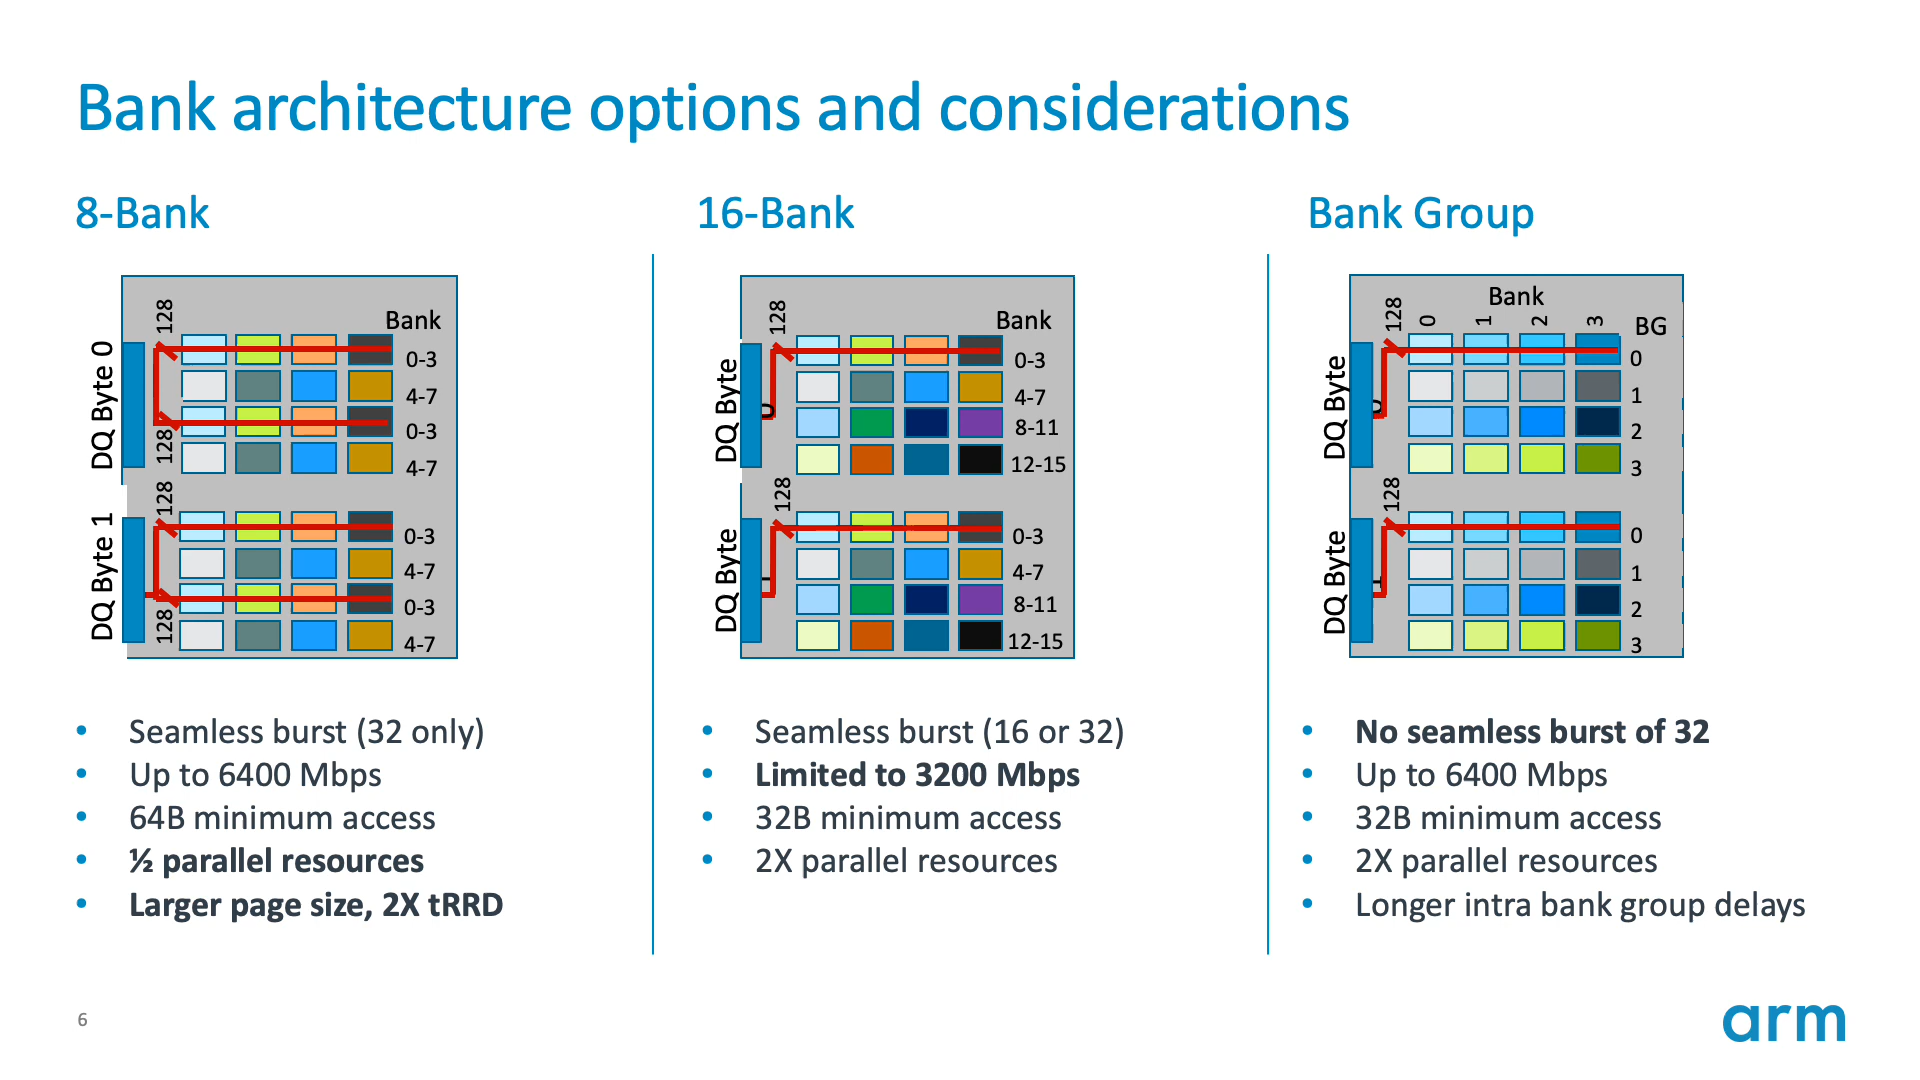 Bank architecture options and considerations
8-Bank
DQ Byte 0
DQ Byte 1
128
128
128
128
Bank
0-3
4-7
0-3
4-7
0-3
4-7
0-3
4-7
• Seamless burst (32 only)
• Up to 6400 Mbps
• 64B minimum access
• ½ parallel resources
• Larger page size, 2X tRRD
16-Bank
DQ Byte
DQ Byte
128
128
Bank
0-3
4-7
8-11
12-15
0-3
4-7
8-11
12-15
• Seamless burst (16 or 32)
• Limited to 3200 Mbps
• 32B minimum access
• 2X parallel resources
Bank Group
DQ Byte
DQ Byte
128
128
Bank
0 1 2 3
BG
0
1
2
3
0
1
2
3
• No seamless burst of 32
• Up to 6400 Mbps
• 32B minimum access
• 2X parallel resources
• Longer intra bank group delays
6
arm